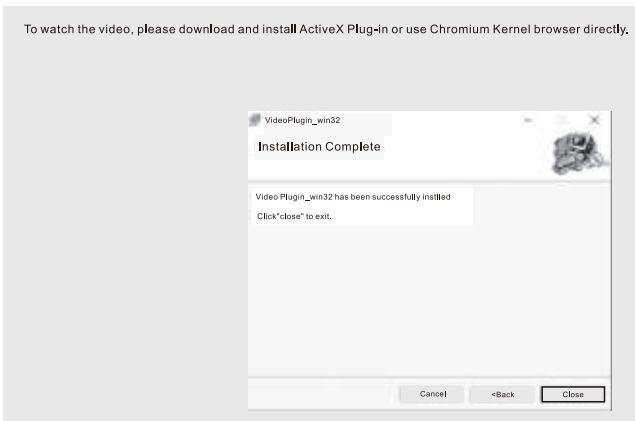 To watch the video, please download and install ActiveX Plug-in or use Chromium Kernel browser directly.
VideoPlugin_win32
Installation Complete
Video Plugin_win32 has been successfully instlled
Click"close" to exit.
Cancel
<Back
Close